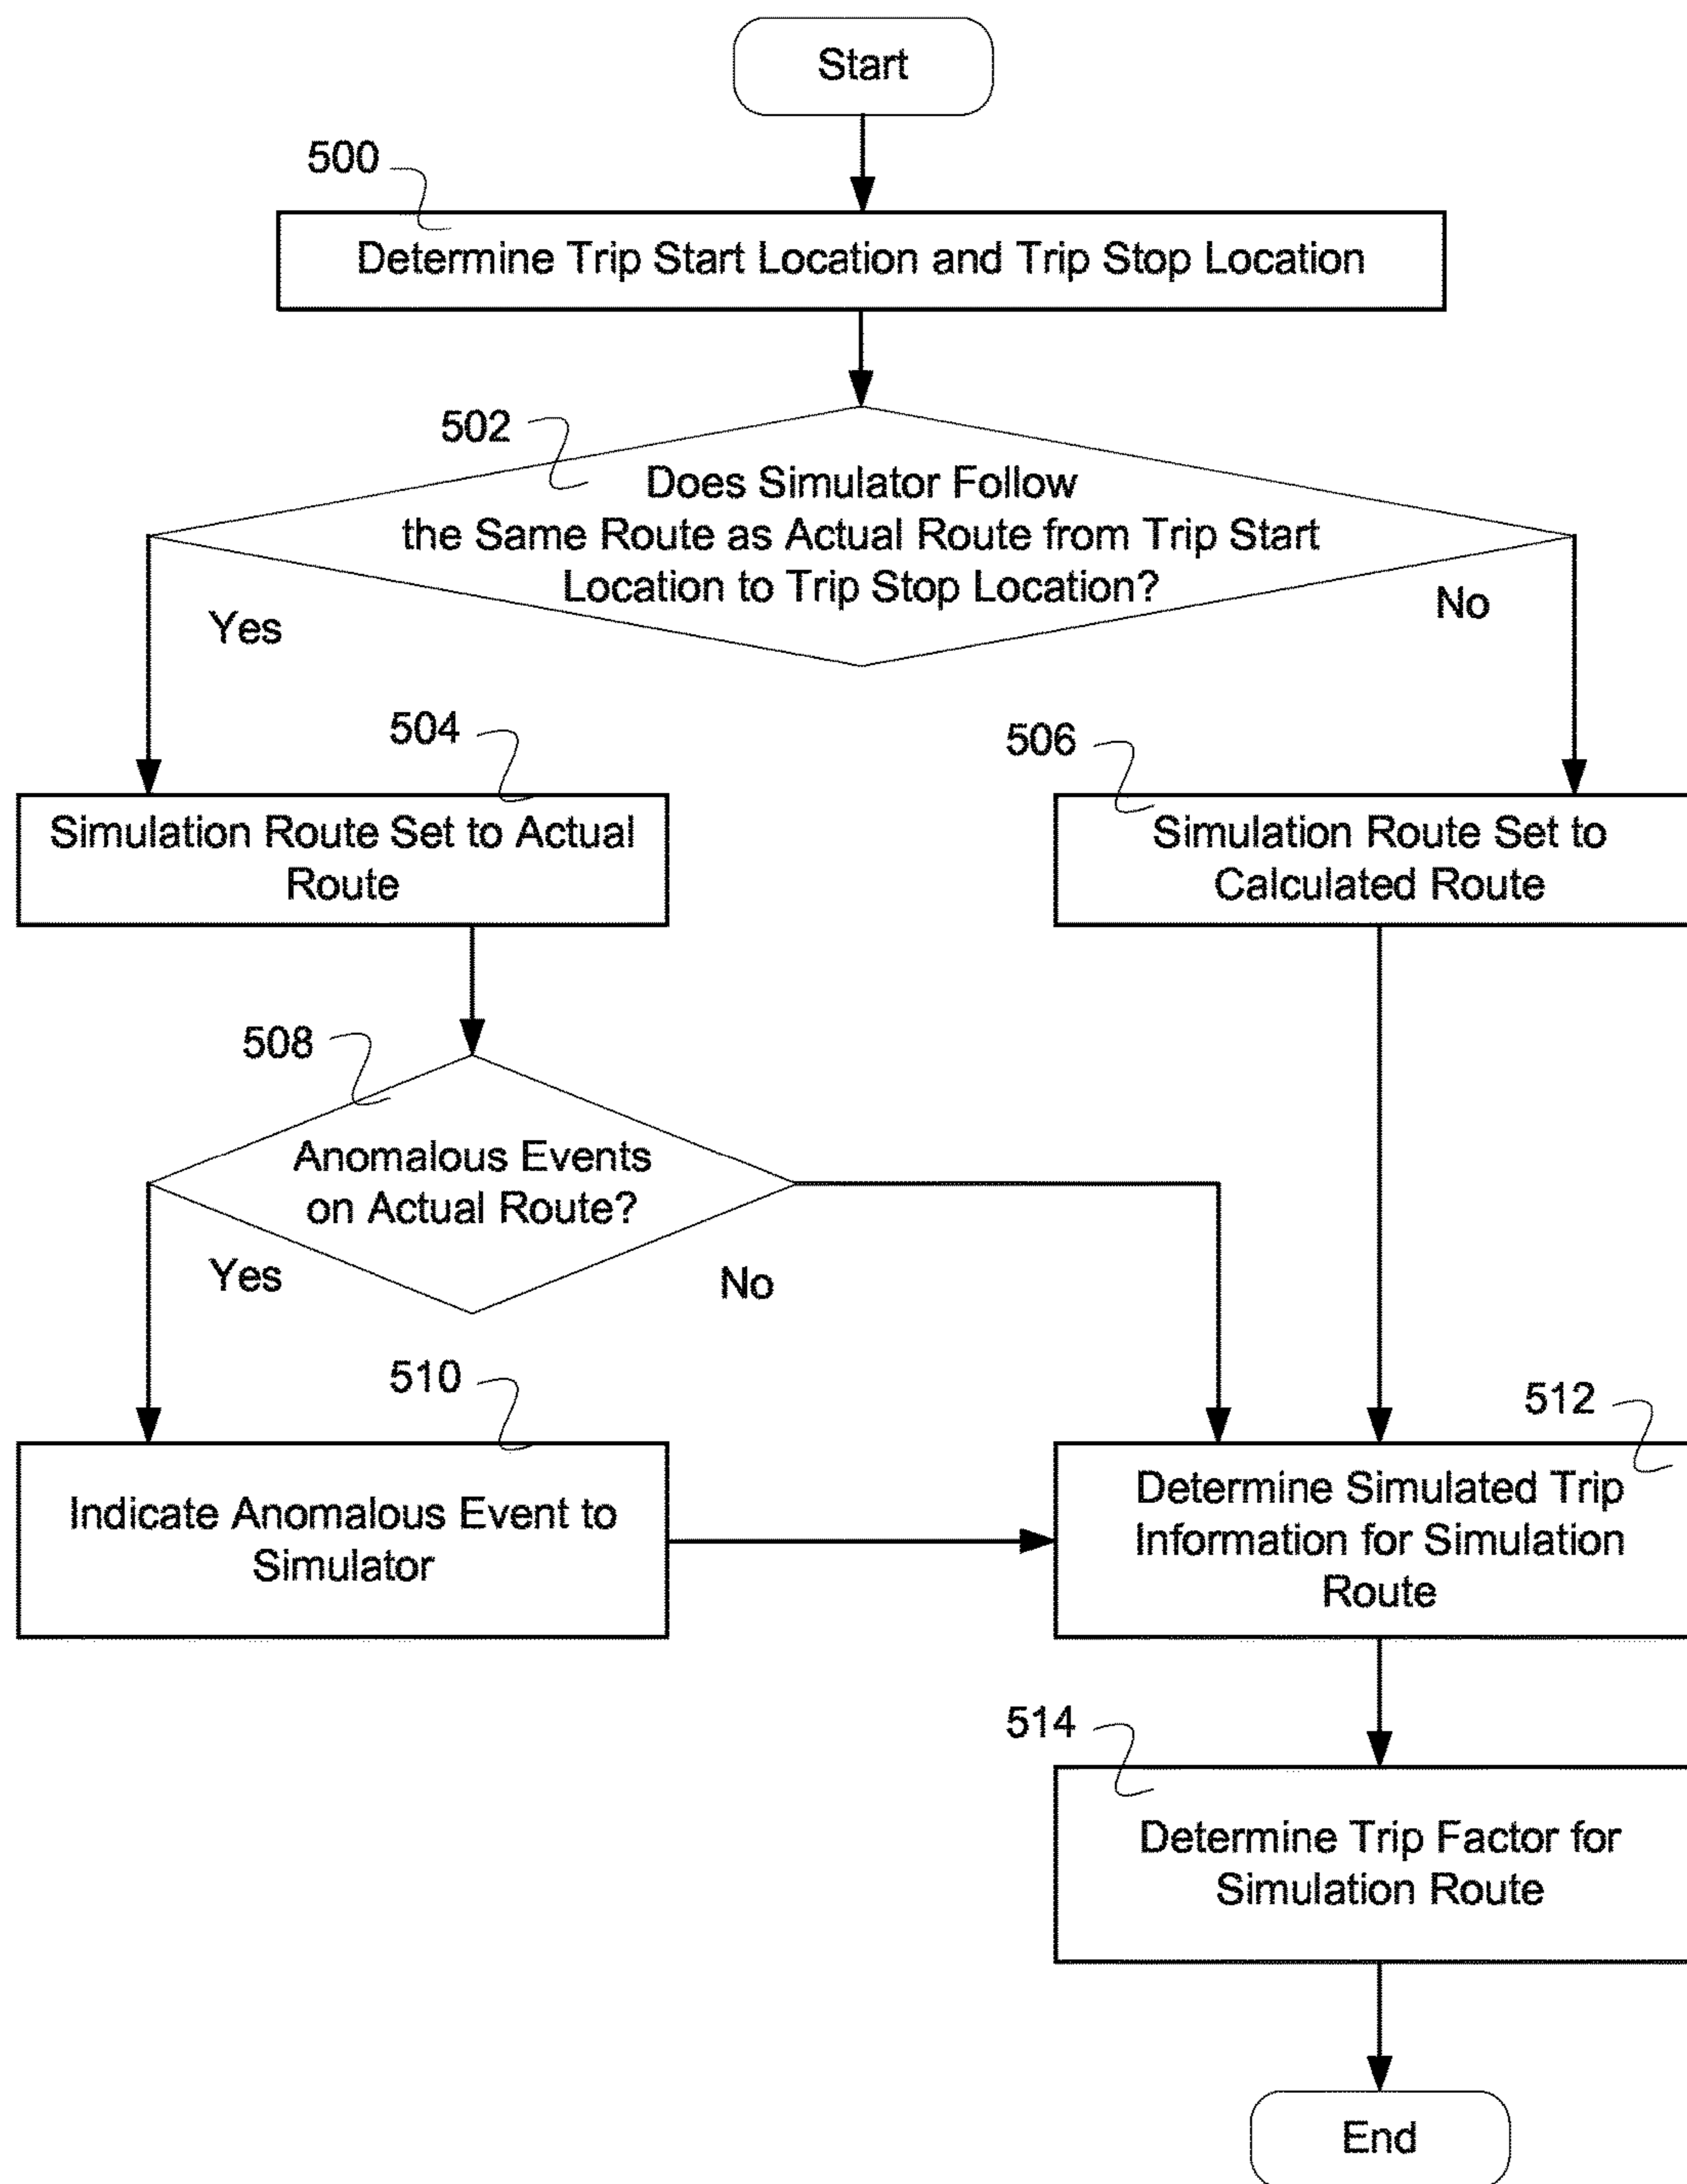 Start
500
Determine Trip Start Location and Trip Stop Location
502
Does Simulator Follow
the Same Route as Actual Route from Trip Start
Location to Trip Stop Location?
Yes
No
504
506
Simulation Route Set to Actual
Route
Simulation Route Set to
Calculated Route
508
Anomalous Events
on Actual Route?
Yes
No
510
512
Indicate Anomalous Event to
Simulator
Determine Simulated Trip
Information for Simulation
Route
514
Determine Trip Factor for
Simulation Route
End